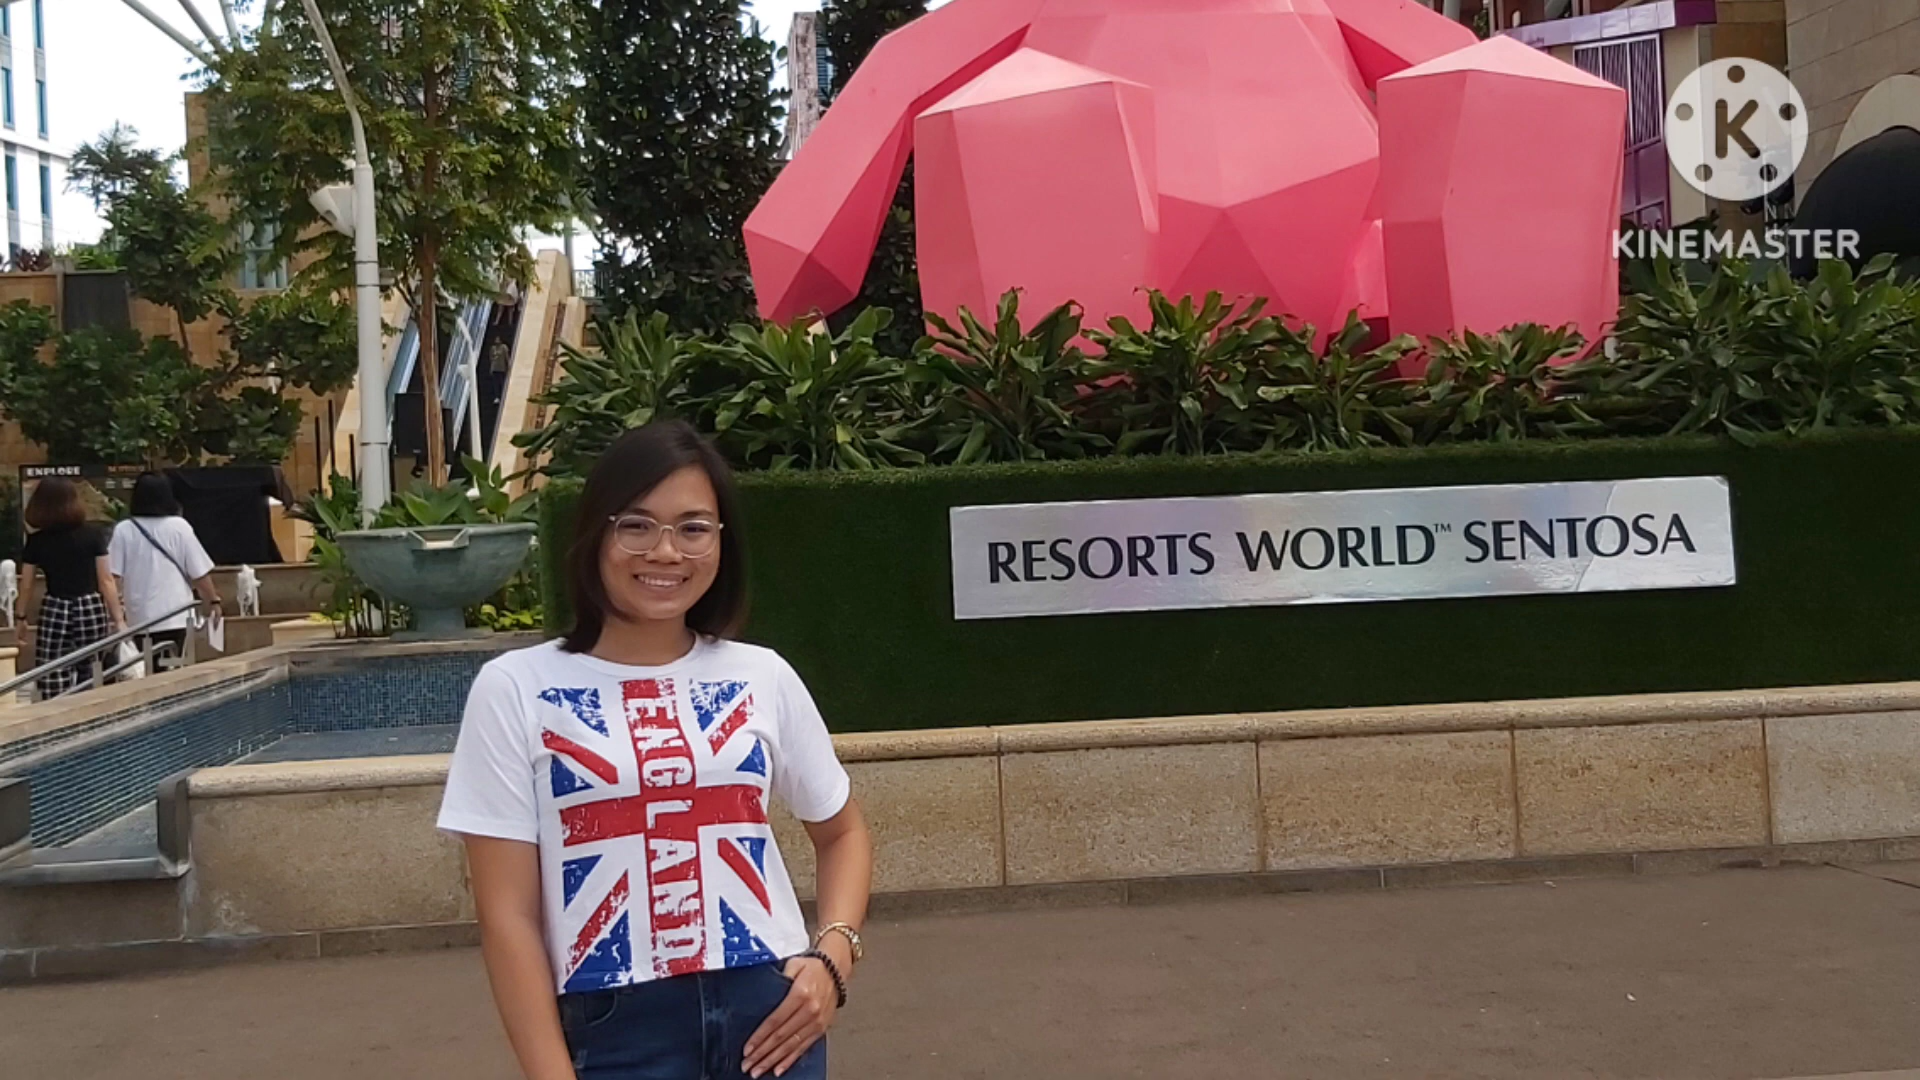 K
KINEMASTER
EXPLORE
RESORTS WORLD™ SENTOSA
ENGLAND